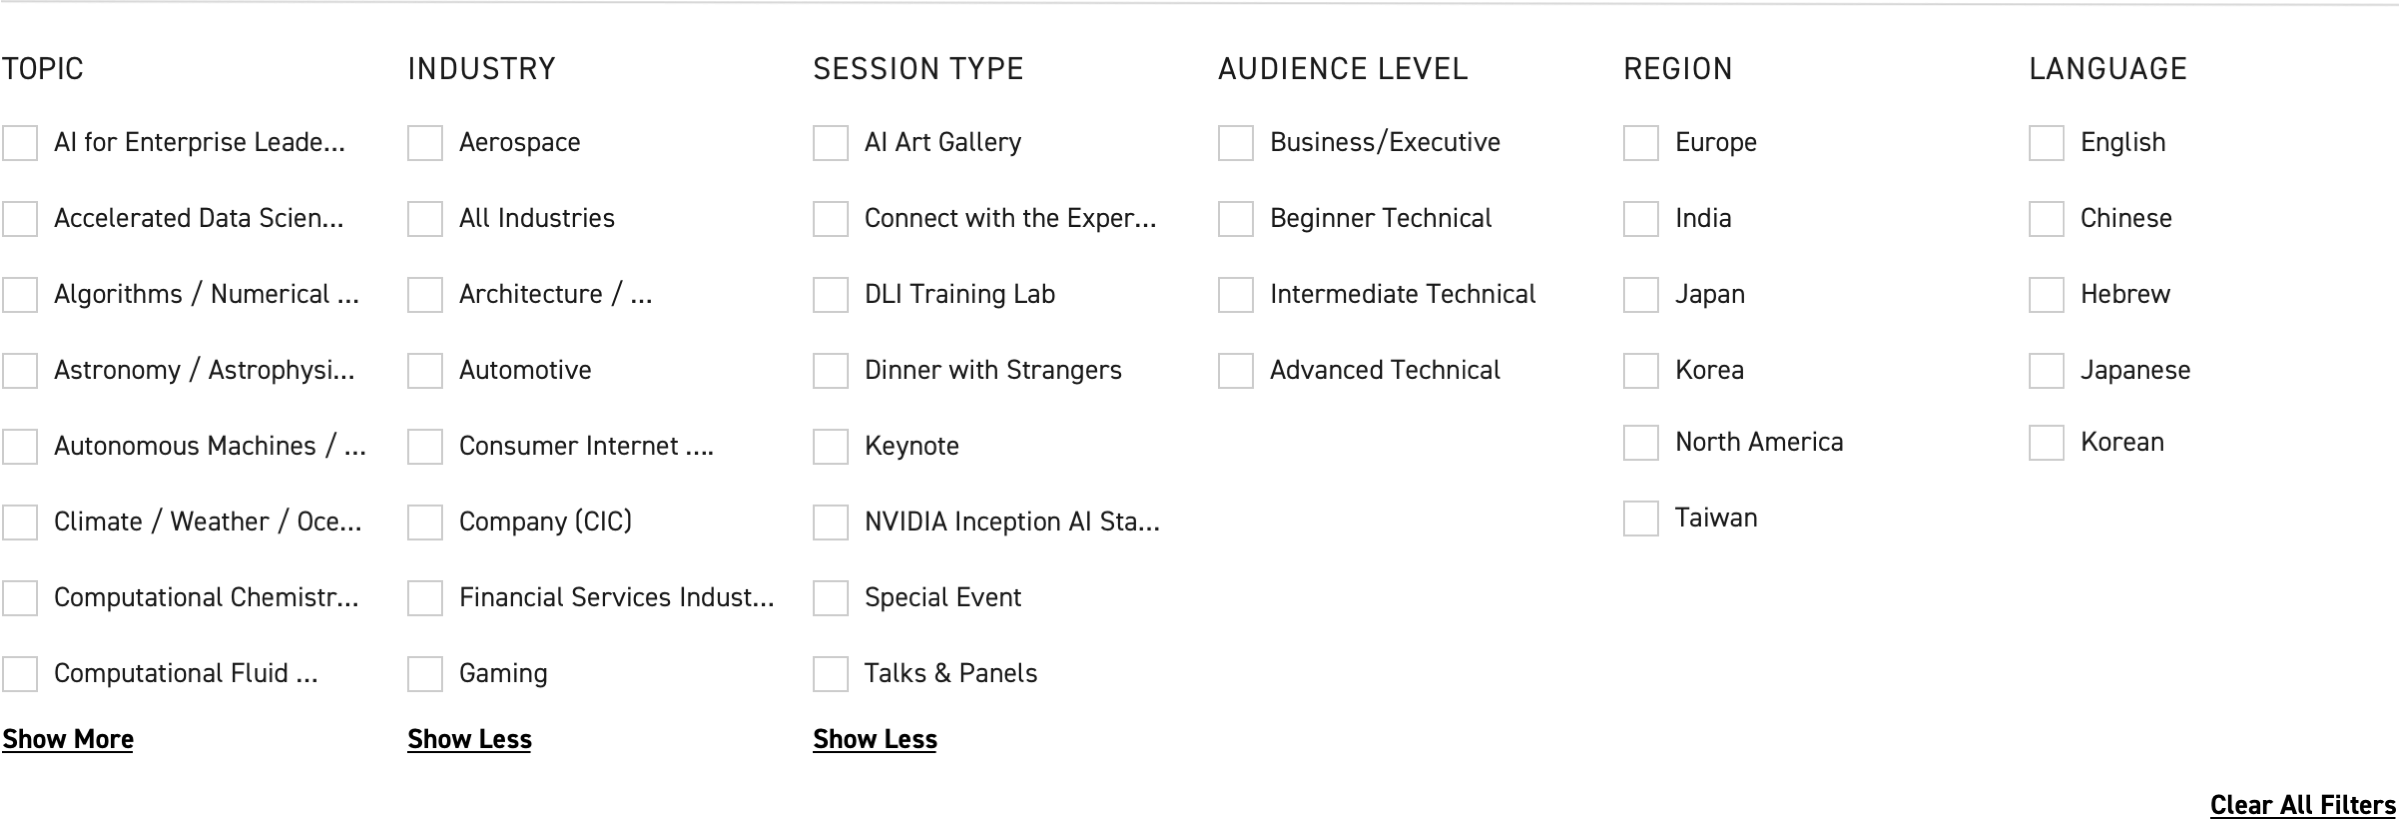 TOPIC
AI for Enterprise Leade...
Accelerated Data Scien...
Algorithms / Numerical ...
Astronomy / Astrophysi...
Autonomous Machines / ...
Climate / Weather / Oce...
Computational Chemistr...
Computational Fluid ...
Show More
INDUSTRY
Aerospace
All Industries
Architecture / ...
Automotive
Consumer Internet ....
Company (CIC)
Financial Services Indust...
Gaming
Show Less
SESSION TYPE
AI Art Gallery
Connect with the Exper...
DLI Training Lab
Dinner with Strangers
Keynote
NVIDIA Inception AI Sta...
Special Event
Talks & Panels
Show Less
AUDIENCE LEVEL
Business/Executive
Beginner Technical
Intermediate Technical
Advanced Technical
REGION
Europe
India
Japan
Korea
North America
Taiwan
LANGUAGE
English
Chinese
Hebrew
Japanese
Korean
Clear All Filters